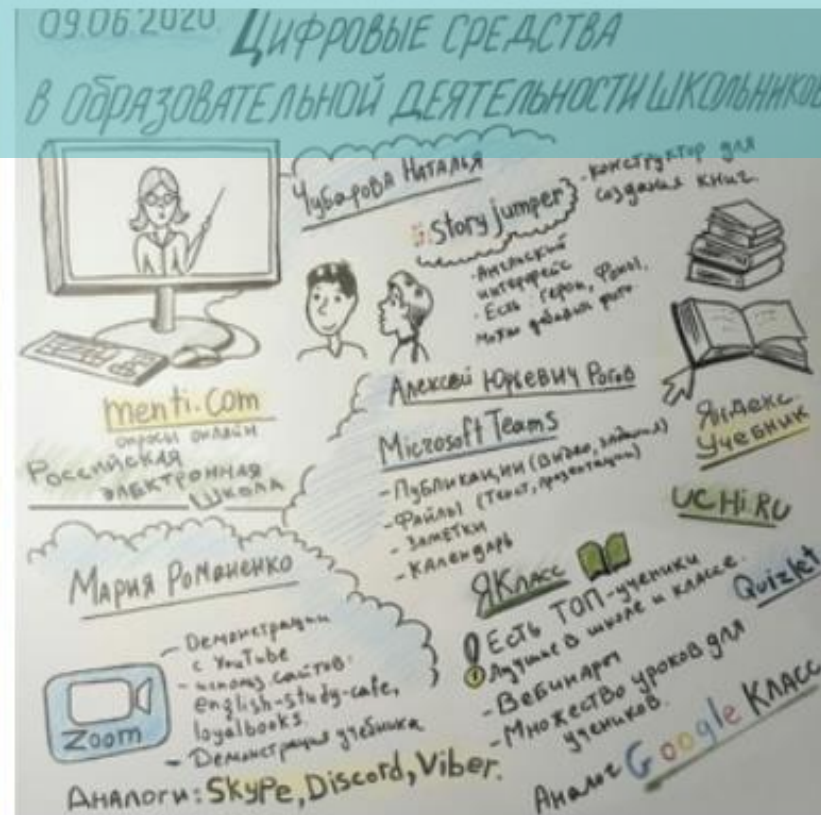 09.06.2020.
ЦИФРОВЫЕ СРЕДСТВА
В ОБРАЗОВАТЕЛЬНОЙ ДЕЯТЕЛЬНОСТИ ШКОЛЬНИКОВ
Чубарова Наталья
storyjumper
- конструктор для
создания книг.
- Английский
интерфейс
- Есть герои, фоны.
можно добавить фото
menti.com
опросы онлайн
Российская
электронная
школа
Алексей Юрьевич Рогов
Microsoft Teams
- Публикации (видео, задания)
- Файлы (Текст, презентации)
- Заметки
- Календарь
Яндекс.
Учебник
UCHi.RU
Мария Романенко
Zoom
- Демонстрации
с YouTube
- сайтов:
english-study-cafe,
loyalbooks.
- Демонстрация учебника
Аналоги: Skype, Discord, Viber.
ЯКласс
Есть ТОП-ученики
Лучшие в школе и классе.
- Вебинары
- Множество уроков для
учеников.
Quizlet
Аналог Google Класс